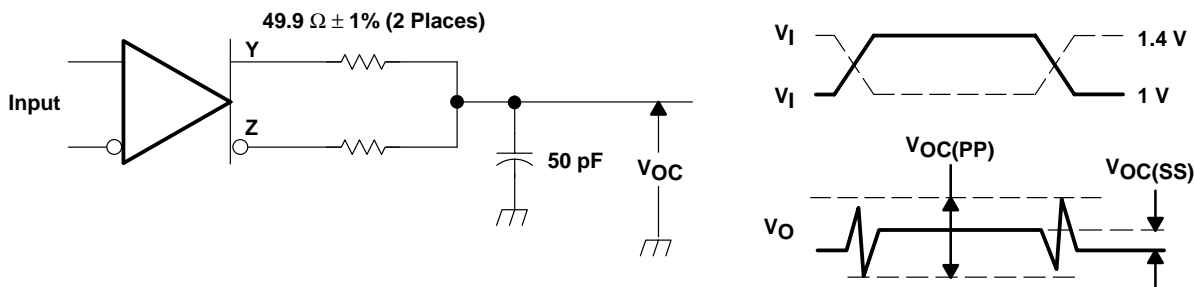 49.9 Ω ± 1% (2 Places)
Y
Input
Z
50 pF
VOC
VI
1.4 V
VI
1 V
VOC(PP)
VOC(SS)
VO